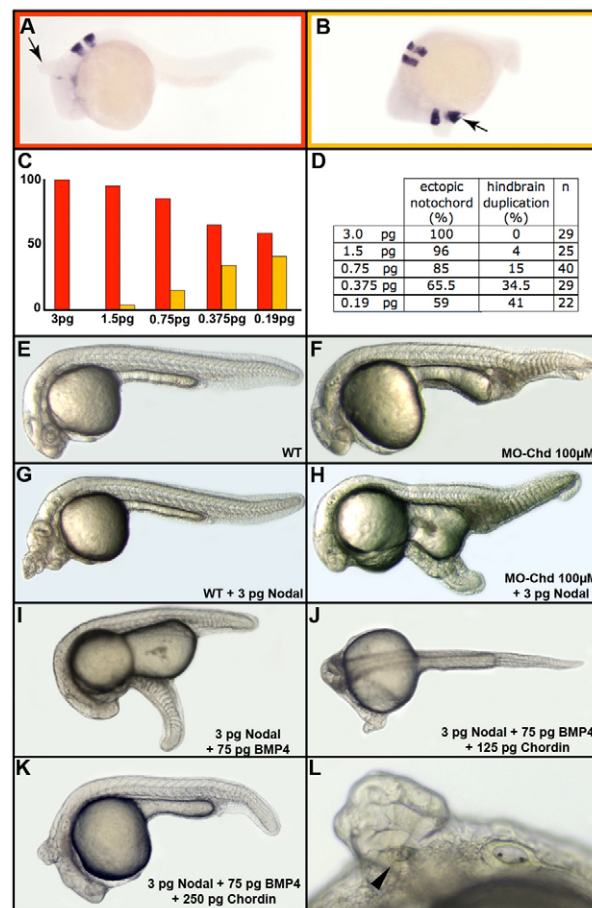 A
B
C
100
50
0
3pg 1.5pg 0.75pg 0.375pg 0.19pg
D
ectopic notochord (%) hindbrain duplication (%) n
3.0 pg 100 0 29
1.5 pg 96 4 25
0.75 pg 85 15 40
0.375 pg 65.5 34.5 29
0.19 pg 59 41 22
E
WT
F
MO-Chd 100µM
G
WT + 3 pg Nodal
H
MO-Chd 100µM
+ 3 pg Nodal
I
3 pg Nodal
+ 75 pg BMP4
J
3 pg Nodal + 75 pg BMP4
+ 125 pg Chordin
K
3 pg Nodal + 75 pg BMP4
+ 250 pg Chordin
L